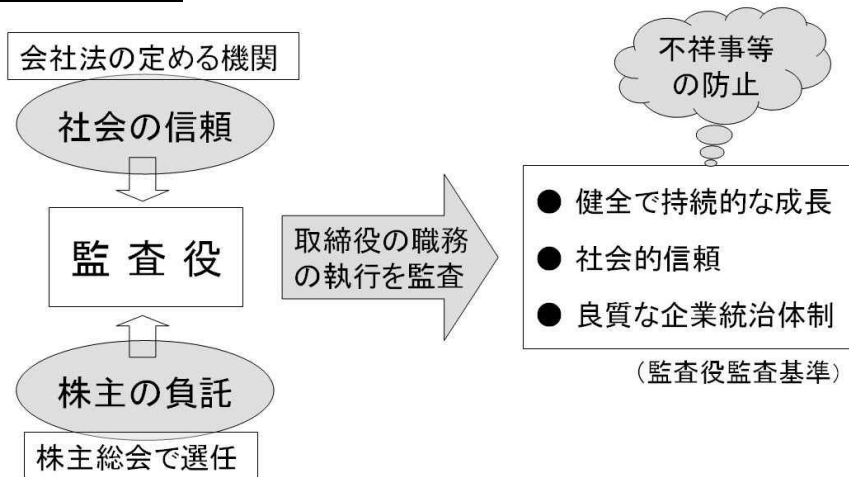 会社法の定める機関
社会の信頼
監査役
株主の負託
株主総会で選任
取締役の職務
の執行を監査
不祥事等
の防止
● 健全で持続的な成長
● 社会的信頼
● 良質な企業統治体制
（監査役監査基準）